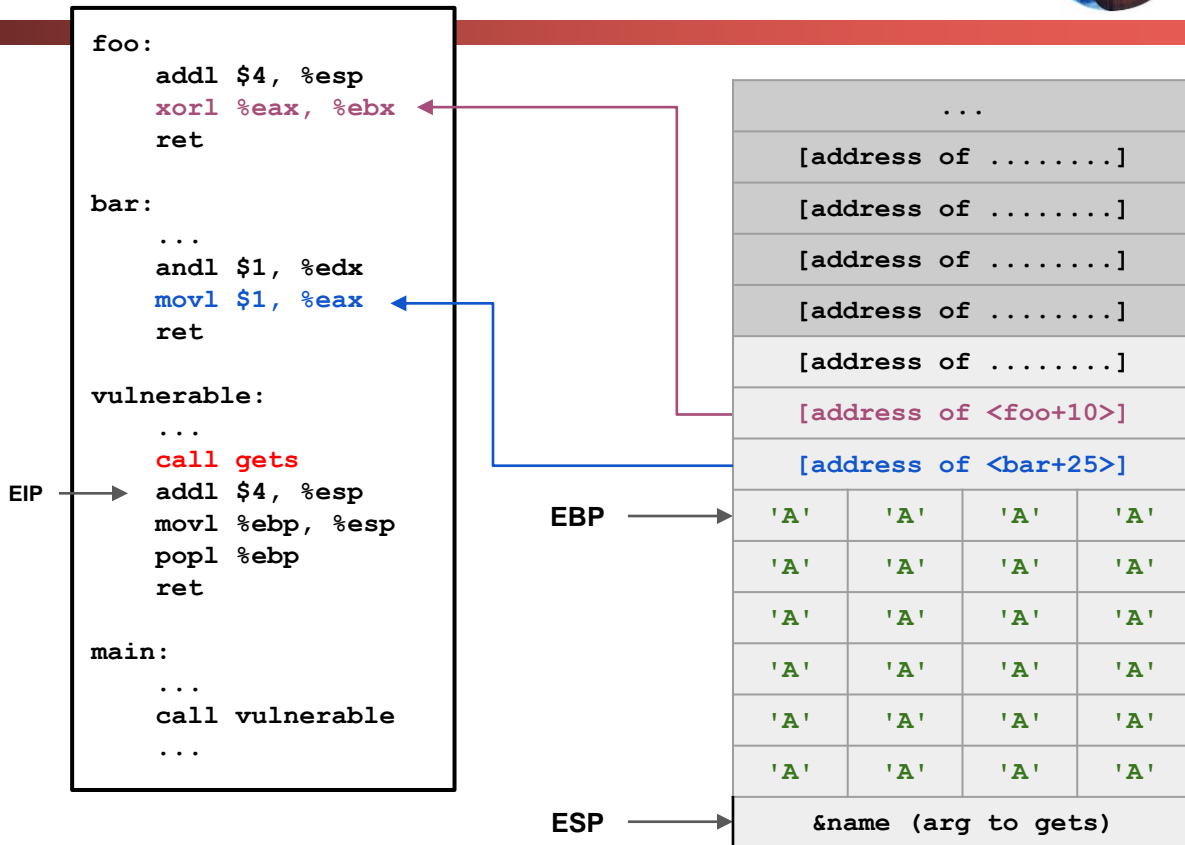 foo:
addl $4, %esp
xorl %eax, %ebx
ret
bar:
...
andl $1, %edx
movl $1, %eax
ret
vulnerable:
...
call gets
addl $4, %esp
movl %ebp, %esp
popl %ebp
ret
main:
...
call vulnerable
...
EIP
...
[address of ........]
[address of ........]
[address of ........]
[address of ........]
[address of ........]
[address of <foo+10>]
[address of <bar+25>]
EBP
'A' 'A' 'A' 'A'
'A' 'A' 'A' 'A'
'A' 'A' 'A' 'A'
'A' 'A' 'A' 'A'
'A' 'A' 'A' 'A'
'A' 'A' 'A' 'A'
ESP
&name (arg to gets)